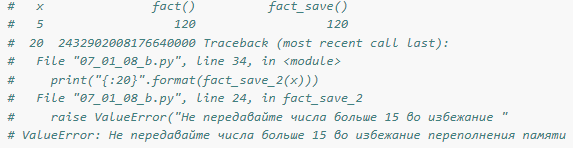 #   x               fact()          fact_save()
#   5                  120                  120
#  20  2432902008176640000 Traceback (most recent call last):
#   File "07_01_08_b.py", line 34, in <module>
#     print("{:20}".format(fact_save_2(x)))
#   File "07_01_08_b.py", line 24, in fact_save_2
#     raise ValueError("Не передавайте числа больше 15 во избежание "
# ValueError: Не передавайте числа больше 15 во избежание переполнения памяти